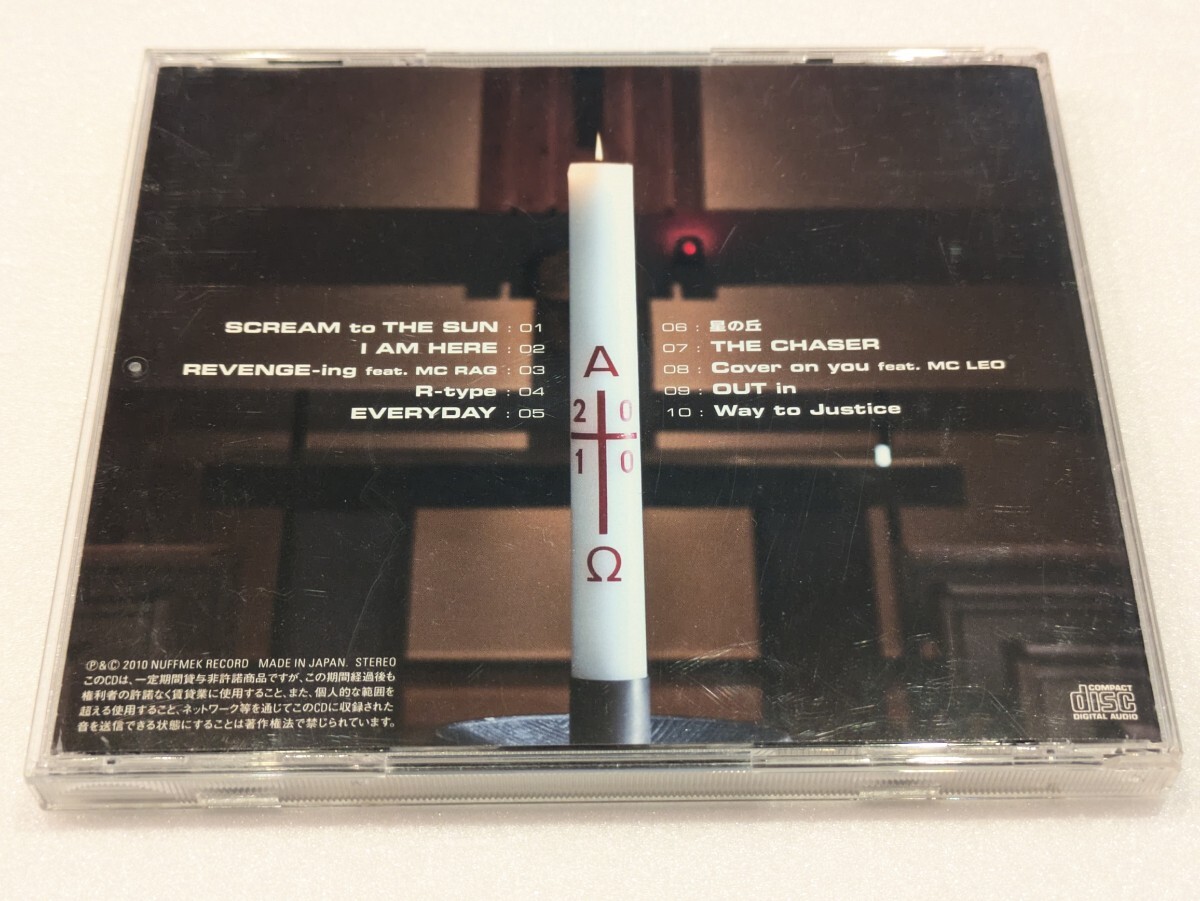 SCREAM to THE SUN : 01
I AM HERE : 02
REVENGE-ing feat. MC RAG : 03
R-type : 04
EVERYDAY : 05
06 : 星の丘
07 : THE CHASER
08 : Cover on you feat. MC LEO
09 : OUT in
10 : Way to Justice
Α
2 0
1 0
Ω
Ⓟ&© 2010 NUFFMEK RECORD MADE IN JAPAN. STEREO
このCDは、一定期間貸与非許諾商品ですが、この期間経過後も
権利者の許諾なく賃貸業に使用すること、また、個人的な範囲を
超える使用すること、ネットワーク等を通じてこのCDに収録された
音を送信できる状態にすることは著作権法で禁じられています。
COMPACT
disc
DIGITAL AUDIO